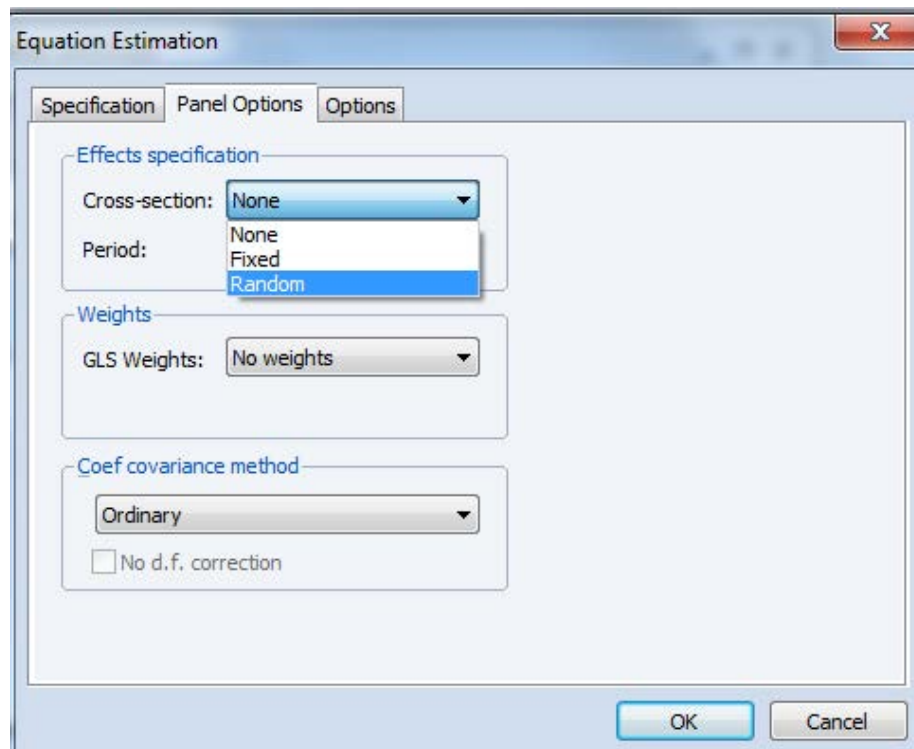 Equation Estimation
Specification Panel Options Options
Effects specification
Cross-section: None
None
Period:
Fixed
Random
Weights
GLS Weights: No weights
Coef covariance method
Ordinary
No d.f. correction
OK Cancel